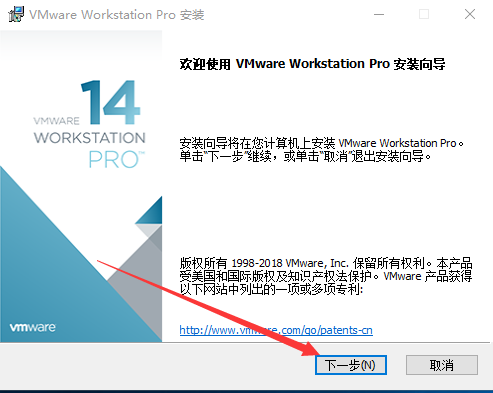 VMware Workstation Pro 安装
欢迎使用 VMware Workstation Pro 安装向导
VMWARE 14
WORKSTATION
PRO™
安装向导将在您计算机上安装 VMware Workstation Pro。
单击“下一步”继续，或单击“取消”退出安装向导。
版权所有 1998-2018 VMware, Inc. 保留所有权利。本产品
受美国和国际版权及知识产权法保护。VMware 产品获得
以下网站中列出的一项或多项专利:
http://www.vmware.com/go/patents-cn
vmware
下一步(N)
取消